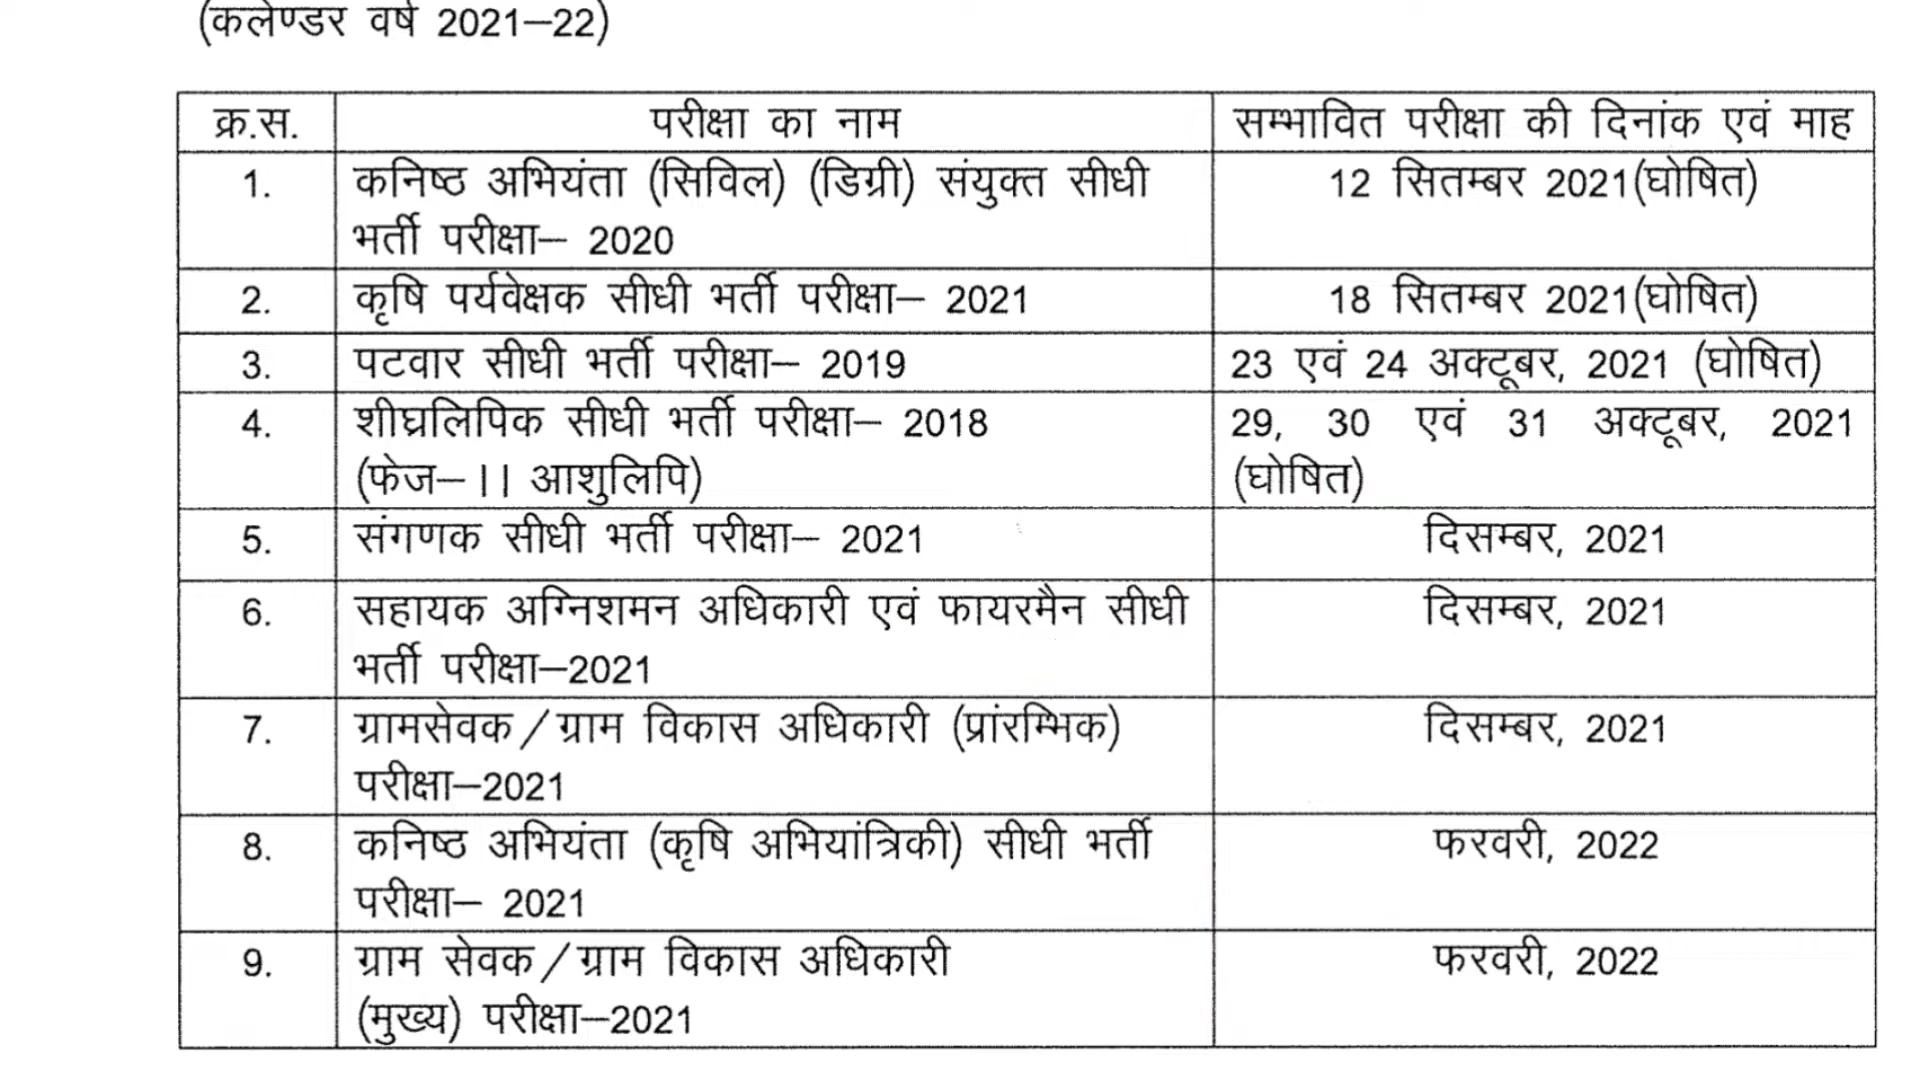 (कलेण्डर वर्ष 2021–22)
क्र.स. परीक्षा का नाम सम्भावित परीक्षा की दिनांक एवं माह
1. कनिष्ठ अभियंता (सिविल) (डिग्री) संयुक्त सीधी 12 सितम्बर 2021(घोषित)
भर्ती परीक्षा– 2020
2. कृषि पर्यवेक्षक सीधी भर्ती परीक्षा– 2021 18 सितम्बर 2021(घोषित)
3. पटवार सीधी भर्ती परीक्षा– 2019 23 एवं 24 अक्टूबर, 2021 (घोषित)
4. शीघ्रलिपिक सीधी भर्ती परीक्षा– 2018 29, 30 एवं 31 अक्टूबर, 2021
(फेज–।। आशुलिपि) (घोषित)
5. संगणक सीधी भर्ती परीक्षा– 2021 दिसम्बर, 2021
6. सहायक अग्निशमन अधिकारी एवं फायरमैन सीधी दिसम्बर, 2021
भर्ती परीक्षा–2021
7. ग्रामसेवक/ग्राम विकास अधिकारी (प्रांरम्भिक) दिसम्बर, 2021
परीक्षा–2021
8. कनिष्ठ अभियंता (कृषि अभियांत्रिकी) सीधी भर्ती फरवरी, 2022
परीक्षा– 2021
9. ग्राम सेवक/ग्राम विकास अधिकारी फरवरी, 2022
(मुख्य) परीक्षा–2021